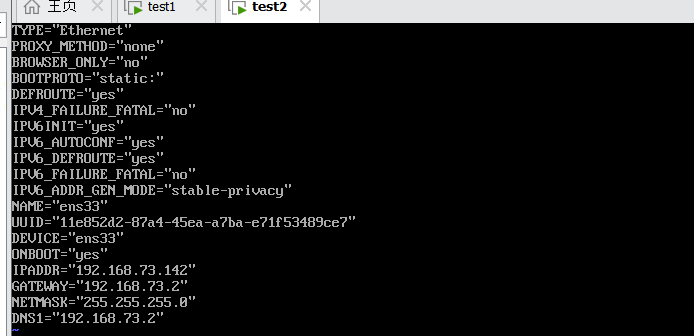 主页 test1 test2
TYPE="Ethernet"
PROXY_METHOD="none"
BROWSER_ONLY="no"
BOOTPROTO="static:"
DEFROUTE="yes"
IPV4_FAILURE_FATAL="no"
IPV6INIT="yes"
IPV6_AUTOCONF="yes"
IPV6_DEFROUTE="yes"
IPV6_FAILURE_FATAL="no"
IPV6_ADDR_GEN_MODE="stable-privacy"
NAME="ens33"
UUID="11e852d2-87a4-45ea-a7ba-e71f53489ce7"
DEVICE="ens33"
ONBOOT="yes"
IPADDR="192.168.73.142"
GATEWAY="192.168.73.2"
NETMASK="255.255.255.0"
DNS1="192.168.73.2"
~